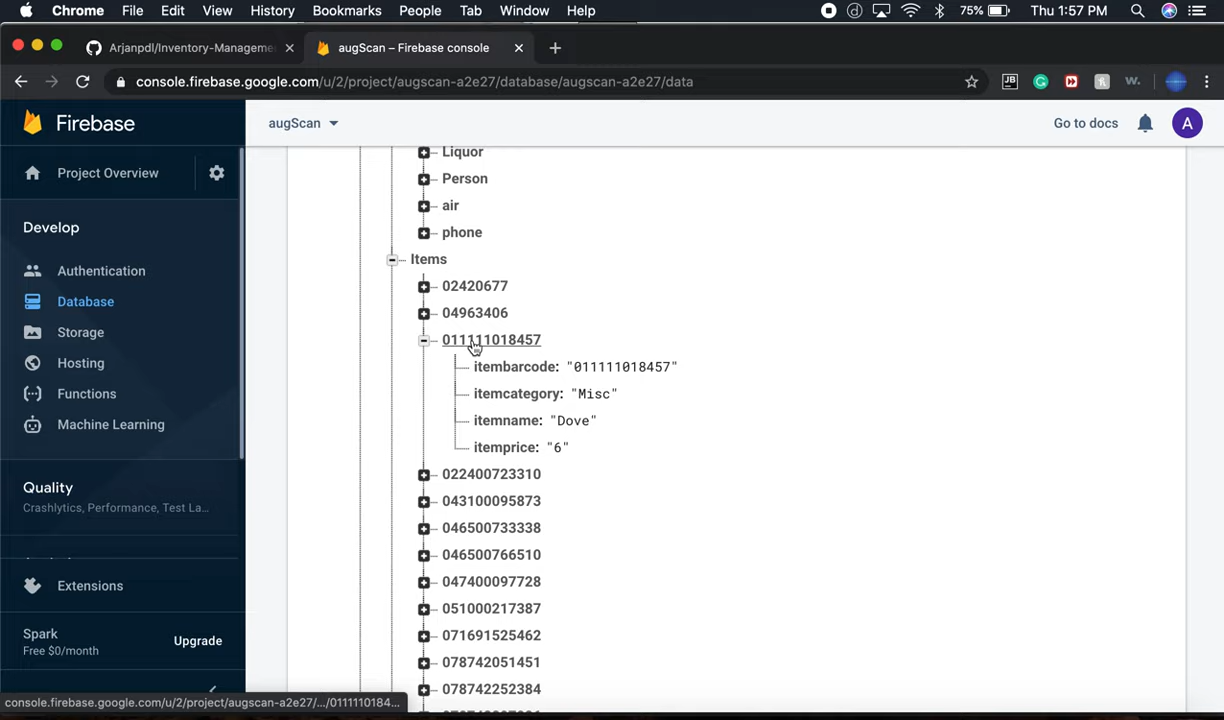 Chrome File Edit View History Bookmarks People Tab Window Help 75% Thu 1:57 PM
Arjanpdl/Inventory-Manageme augScan – Firebase console
console.firebase.google.com/u/2/project/augscan-a2e27/database/augscan-a2e27/data
Firebase augScan Go to docs A
Project Overview
Develop
Authentication
Database
Storage
Hosting
Functions
Machine Learning
Quality
Crashlytics, Performance, Test La...
Extensions
Spark
Free $0/month
Upgrade
Liquor
Person
air
phone
Items
02420677
04963406
011111018457
itembarcode: "011111018457"
itemcategory: "Misc"
itemname: "Dove"
itemprice: "6"
022400723310
043100095873
046500733338
046500766510
047400097728
051000217387
071691525462
078742051451
078742252384
console.firebase.google.com/u/2/project/augscan-a2e27/.../0111110184...